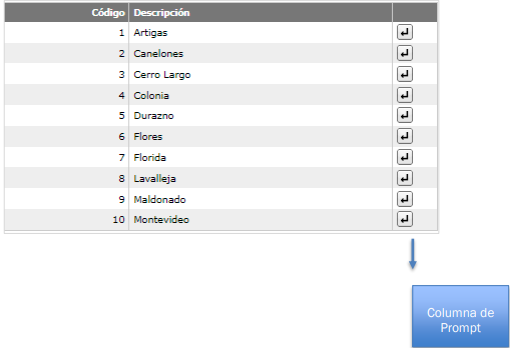 Código Descripción
1 Artigas
2 Canelones
3 Cerro Largo
4 Colonia
5 Durazno
6 Flores
7 Florida
8 Lavalleja
9 Maldonado
10 Montevideo
Columna de
Prompt